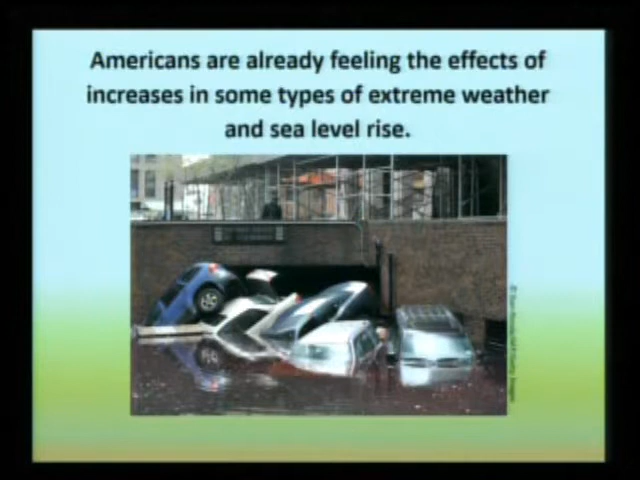 Americans are already feeling the effects of
increases in some types of extreme weather
and sea level rise.